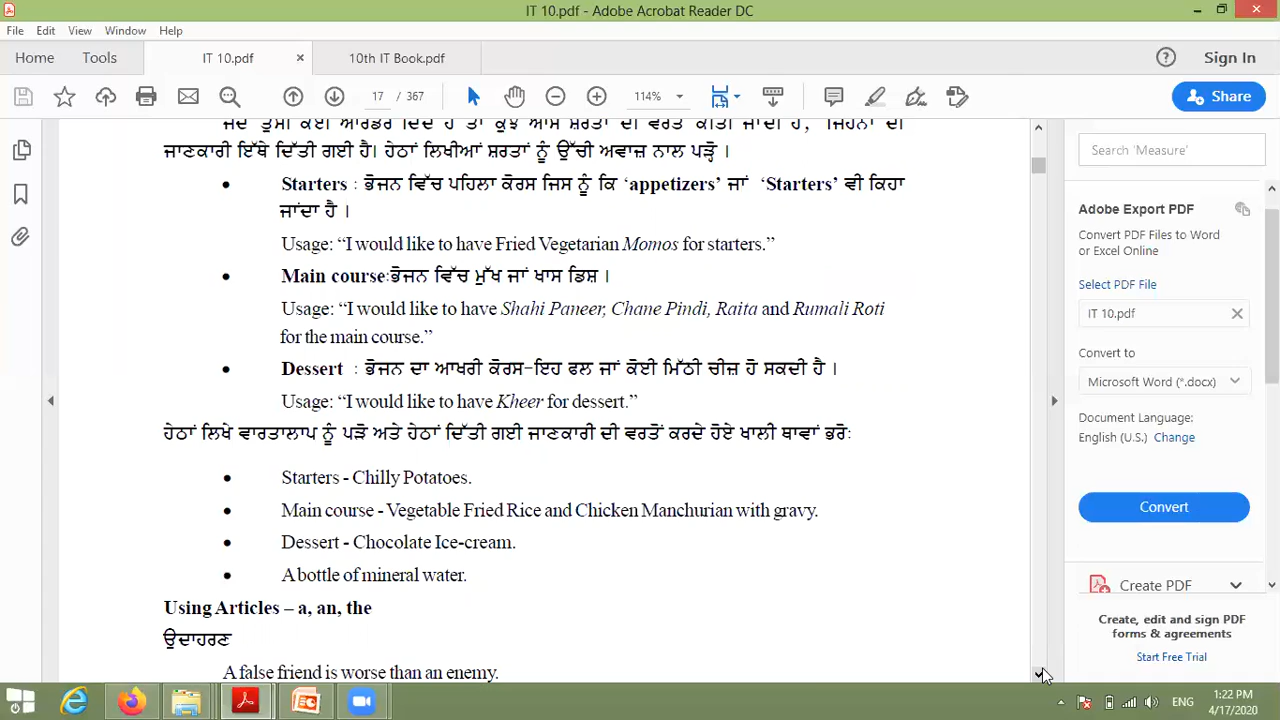 IT 10.pdf - Adobe Acrobat Reader DC
File Edit View Window Help
Home Tools IT 10.pdf × 10th IT Book.pdf Sign In
17 / 367 114% Share
ਜਦੋਂ ਤੁਸੀਂ ਕੋਈ ਆਰਡਰ ਦਿੰਦੇ ਹੋ ਤਾਂ ਕੁਝ ਆਮ ਸ਼ਰਤਾਂ ਦੀ ਵਰਤੋਂ ਕੀਤੀ ਜਾਂਦੀ ਹੈ, ਜਿਹਨਾਂ ਦੀ
ਜਾਣਕਾਰੀ ਇੱਥੇ ਦਿੱਤੀ ਗਈ ਹੈ। ਹੇਠਾਂ ਲਿਖੀਆਂ ਸ਼ਰਤਾਂ ਨੂੰ ਉੱਚੀ ਅਵਾਜ਼ ਨਾਲ ਪੜ੍ਹੋ ।
• Starters : ਭੋਜਨ ਵਿੱਚ ਪਹਿਲਾ ਕੋਰਸ ਜਿਸ ਨੂੰ ਕਿ ‘appetizers’ ਜਾਂ ‘Starters’ ਵੀ ਕਿਹਾ
ਜਾਂਦਾ ਹੈ ।
Usage: “I would like to have Fried Vegetarian Momos for starters.”
• Main course:ਭੋਜਨ ਵਿੱਚ ਮੁੱਖ ਜਾਂ ਖਾਸ ਡਿਸ਼ ।
Usage: “I would like to have Shahi Paneer, Chane Pindi, Raita and Rumali Roti
for the main course.”
• Dessert : ਭੋਜਨ ਦਾ ਆਖਰੀ ਕੋਰਸ-ਇਹ ਫਲ ਜਾਂ ਕੋਈ ਮਿੱਠੀ ਚੀਜ਼ ਹੋ ਸਕਦੀ ਹੈ ।
Usage: “I would like to have Kheer for dessert.”
ਹੇਠਾਂ ਲਿਖੇ ਵਾਰਤਾਲਾਪ ਨੂੰ ਪੜੋ ਅਤੇ ਹੇਠਾਂ ਦਿੱਤੀ ਗਈ ਜਾਣਕਾਰੀ ਦੀ ਵਰਤੋਂ ਕਰਦੇ ਹੋਏ ਖਾਲੀ ਥਾਵਾਂ ਭਰੋ:
• Starters - Chilly Potatoes.
• Main course - Vegetable Fried Rice and Chicken Manchurian with gravy.
• Dessert - Chocolate Ice-cream.
• A bottle of mineral water.
Using Articles – a, an, the
ਉਦਾਹਰਣ
A false friend is worse than an enemy.
Search 'Measure'
Adobe Export PDF
Convert PDF Files to Word
or Excel Online
Select PDF File
IT 10.pdf
Convert to
Microsoft Word (*.docx)
Document Language:
English (U.S.) Change
Convert
Create PDF
Create, edit and sign PDF
forms & agreements
Start Free Trial
ENG
1:22 PM
4/17/2020